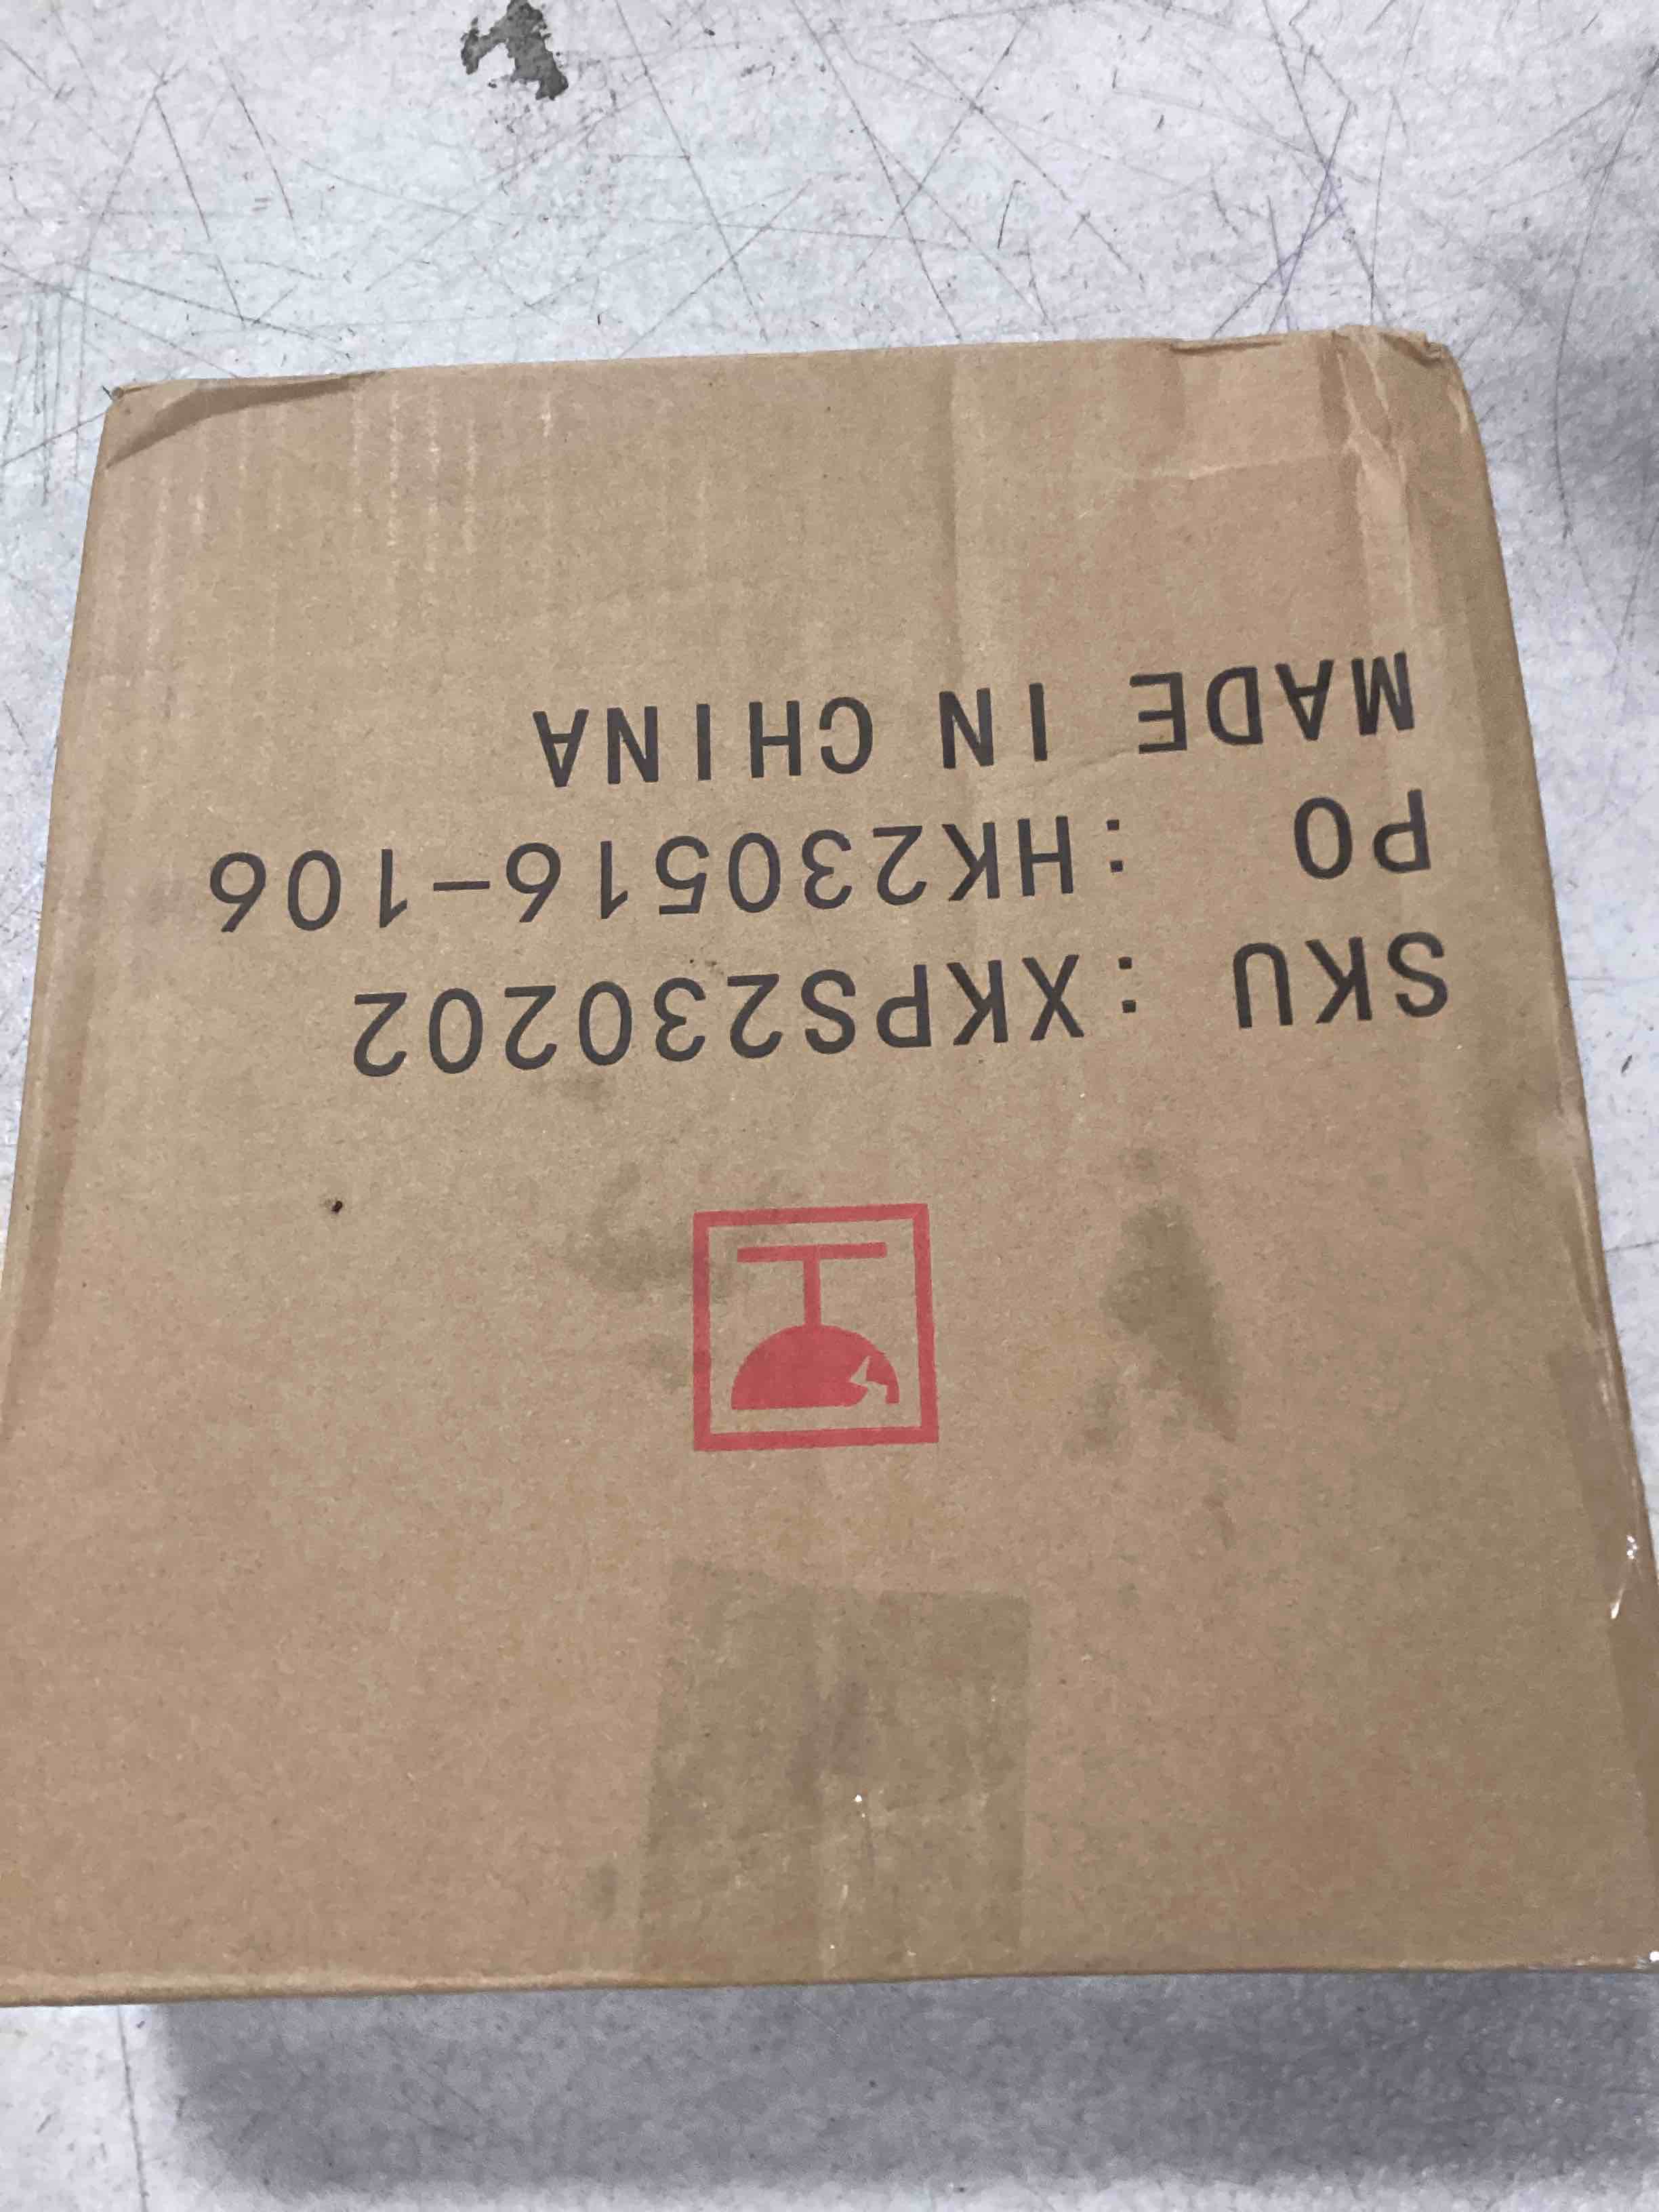 SKU :XKPS230202
PO :HK230516-106
MADE IN CHINA